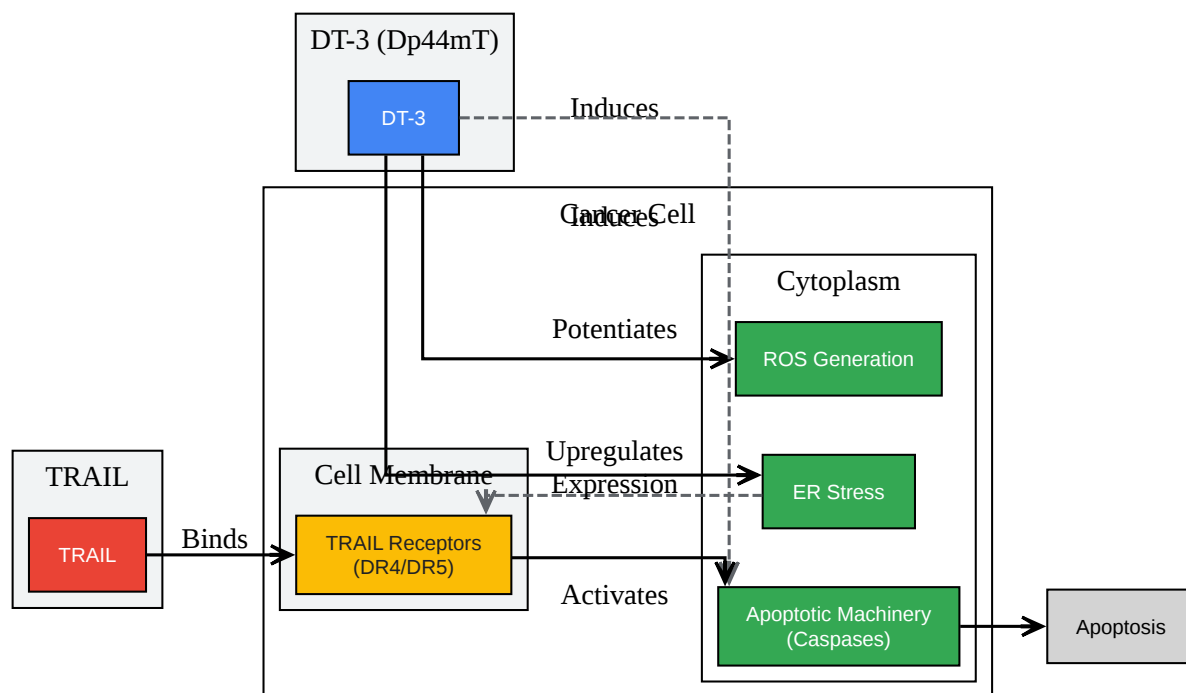 DT-3 (Dp44mT)
DT-3
Induces
Cancer Cell
Induces
Cytoplasm
Potentiates
ROS Generation
TRAIL
TRAIL
Binds
Cell Membrane
TRAIL Receptors
(DR4/DR5)
Upregulates
Expression
ER Stress
Activates
Apoptotic Machinery
(Caspases)
Apoptosis